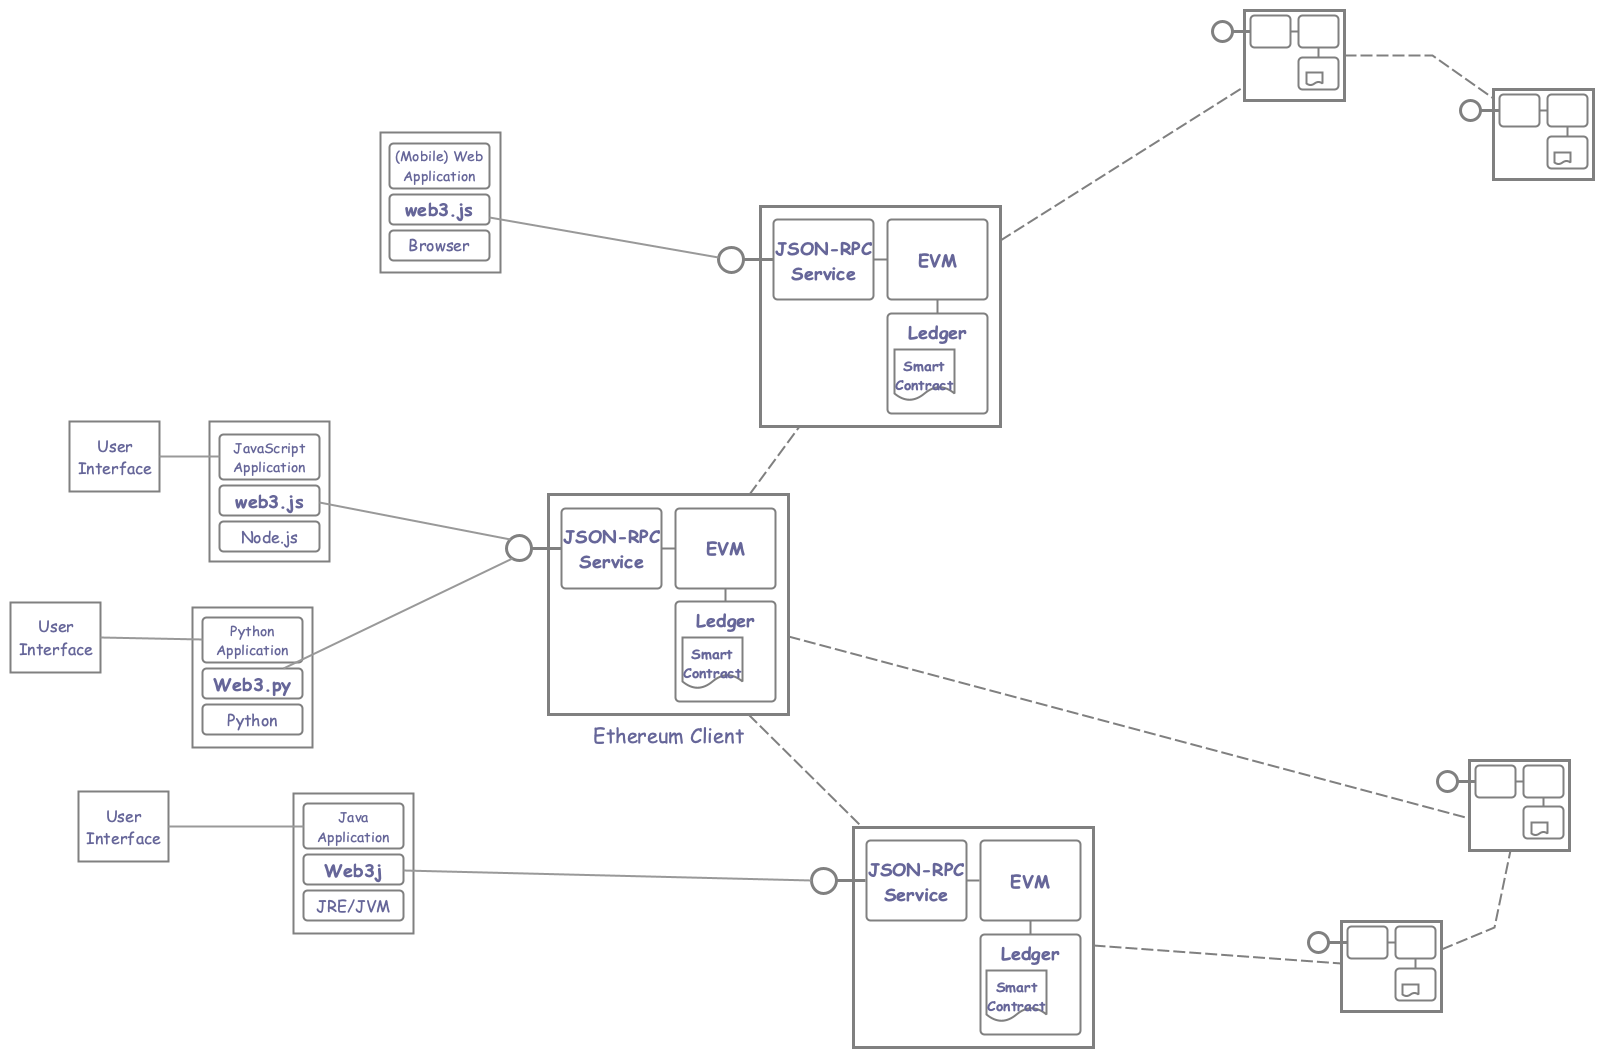 (Mobile) Web
Application
web3.js
Browser
JSON-RPC
Service
EVM
Ledger
Smart
Contract
User
Interface
JavaScript
Application
web3.js
Node.js
JSON-RPC
Service
EVM
Ledger
Smart
Contract
Ethereum Client
User
Interface
Python
Application
Web3.py
Python
User
Interface
Java
Application
Web3j
JRE/JVM
JSON-RPC
Service
EVM
Ledger
Smart
Contract